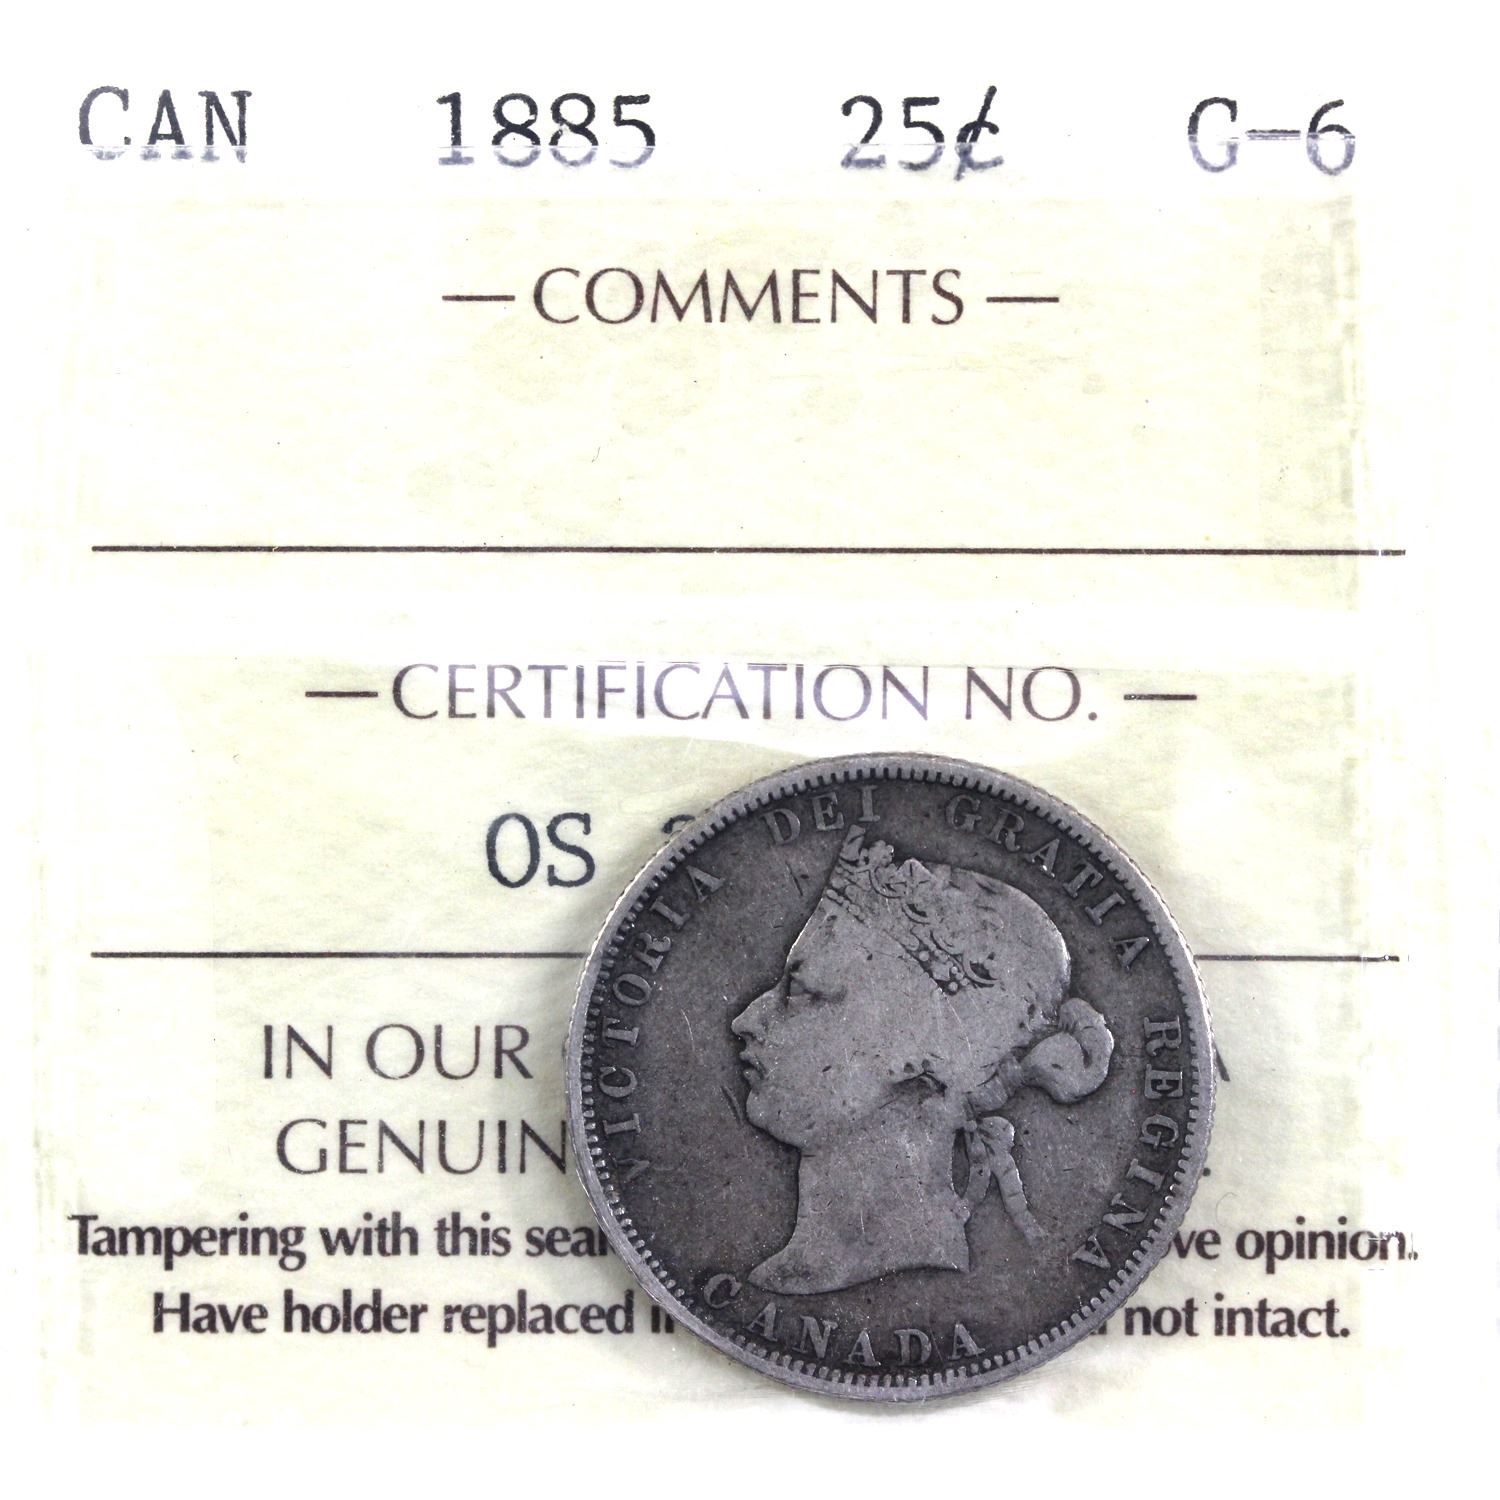 CAN 1885 25¢ G-6
— COMMENTS —
— CERTIFICATION NO. —
OS
IN OUR
GENUIN
Tampering with this seal ve opinion.
Have holder replaced not intact.
VICTORIA DEI GRATIA REGINA
CANADA